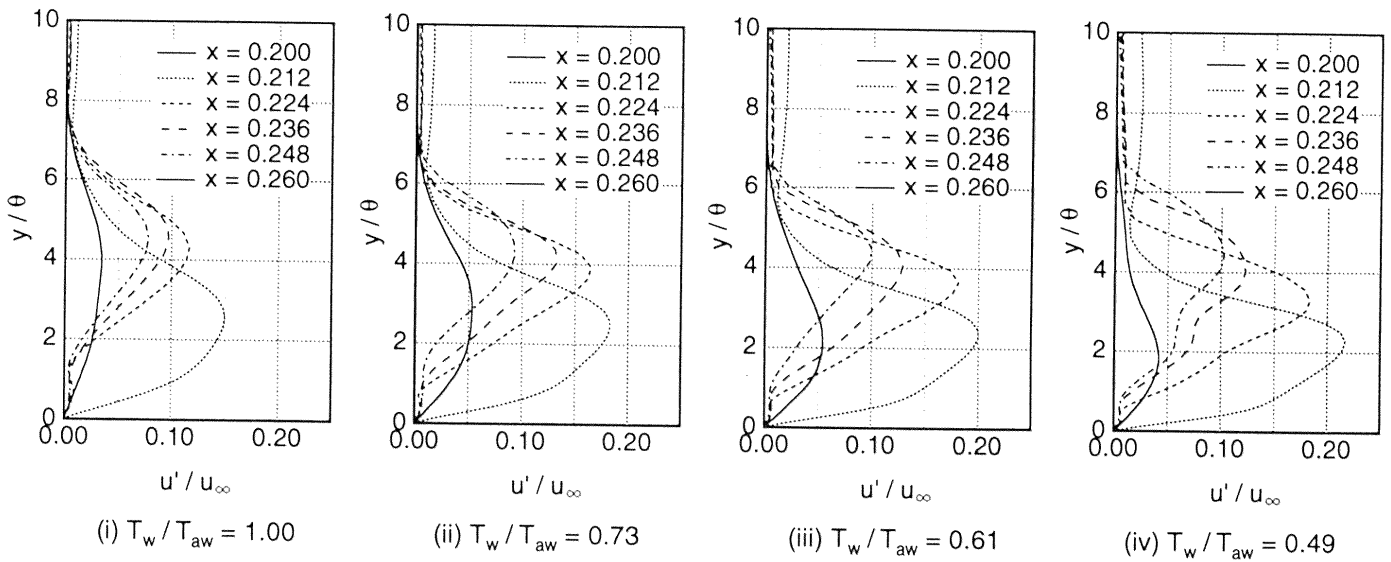 10
8
6
4
2
0
y / θ
0.00
0.10
0.20
u' / u∞
x = 0.200
x = 0.212
x = 0.224
x = 0.236
x = 0.248
x = 0.260
(i) Tw / Taw = 1.00
10
8
6
4
2
0
y / θ
0.00
0.10
0.20
u' / u∞
x = 0.200
x = 0.212
x = 0.224
x = 0.236
x = 0.248
x = 0.260
(ii) Tw / Taw = 0.73
10
8
6
4
2
0
y / θ
0.00
0.10
0.20
u' / u∞
x = 0.200
x = 0.212
x = 0.224
x = 0.236
x = 0.248
x = 0.260
(iii) Tw / Taw = 0.61
10
8
6
4
2
0
y / θ
0.00
0.10
0.20
u' / u∞
x = 0.200
x = 0.212
x = 0.224
x = 0.236
x = 0.248
x = 0.260
(iv) Tw / Taw = 0.49